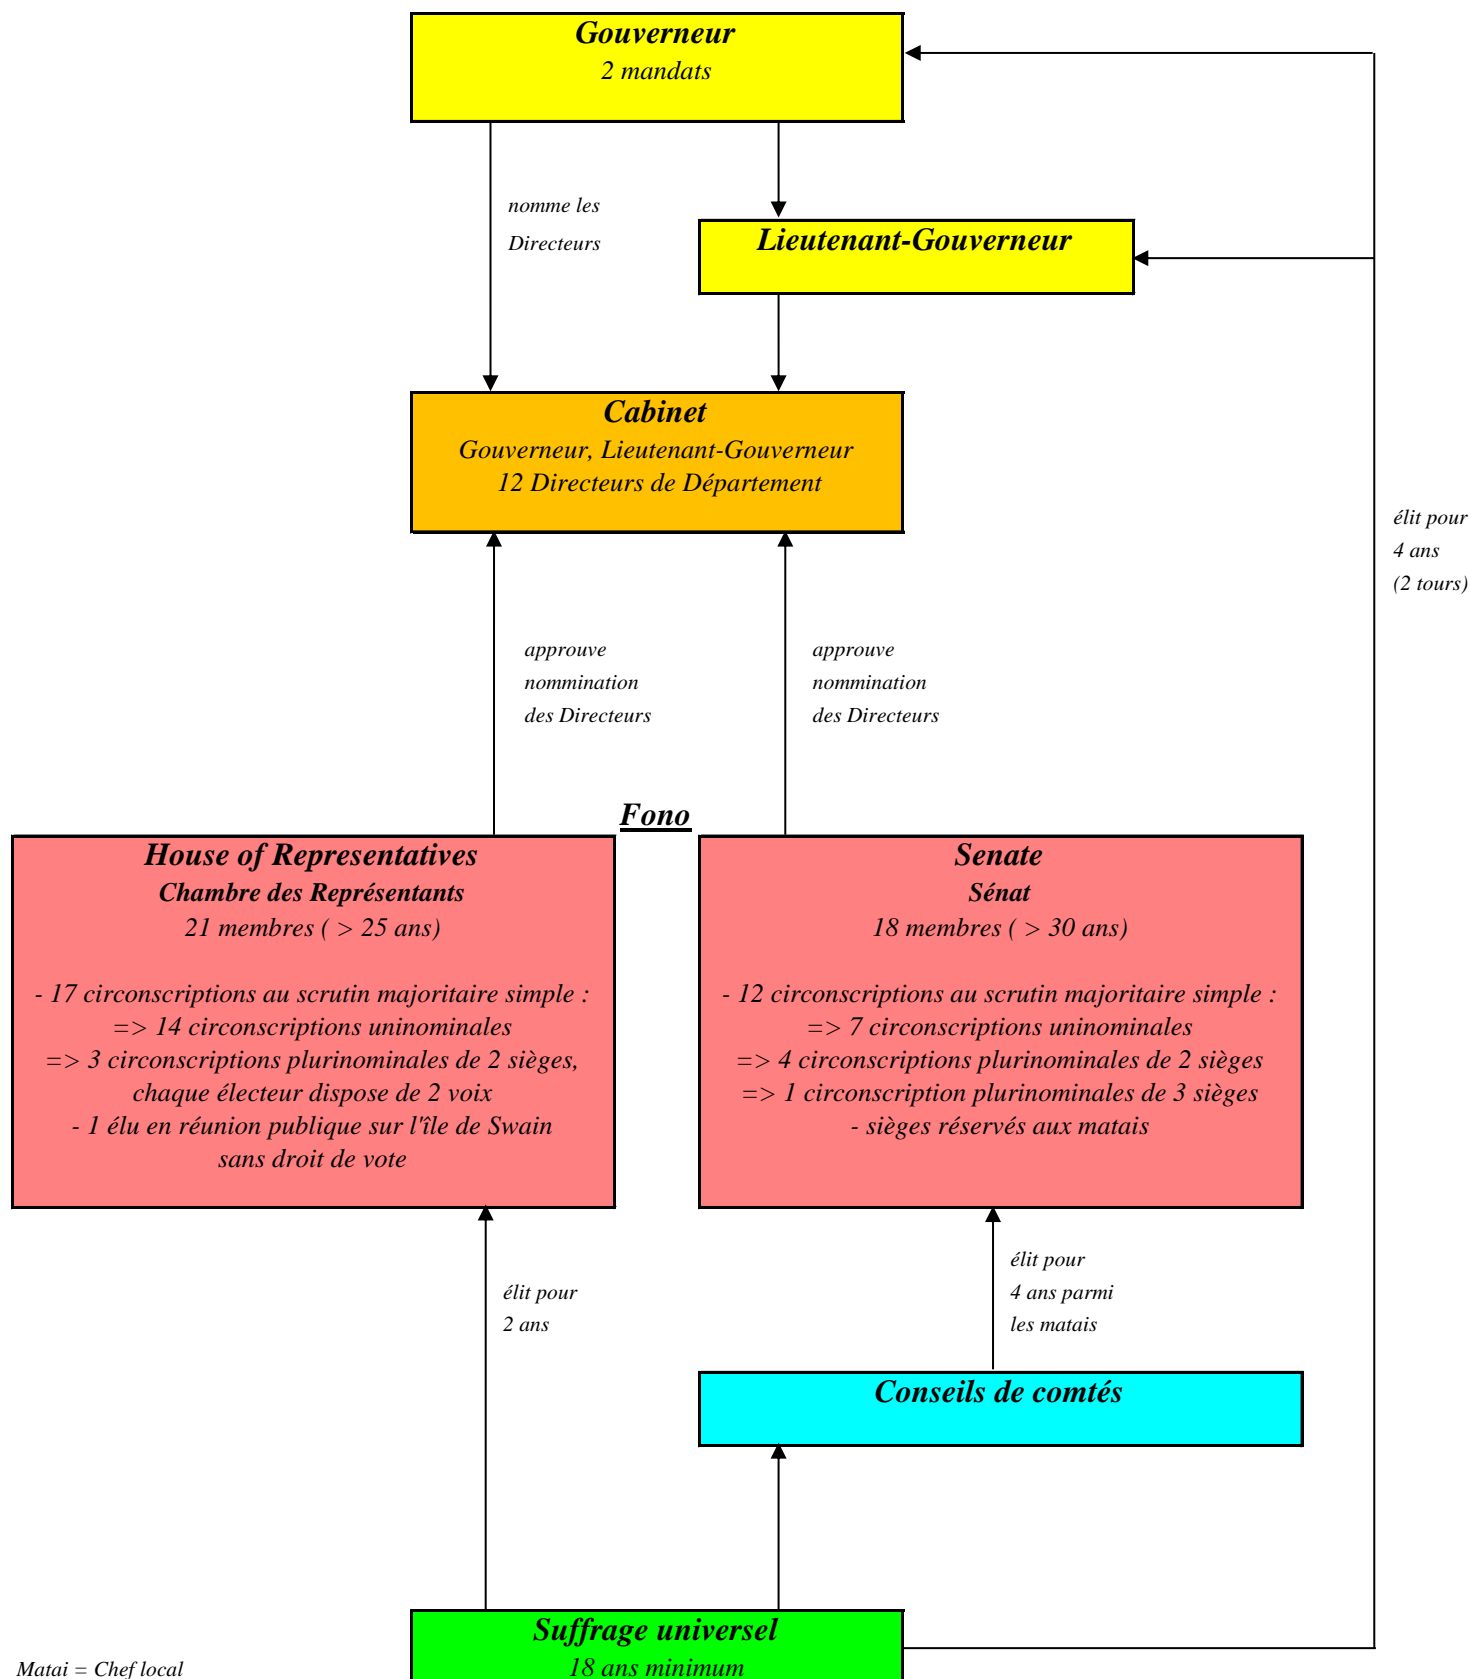 Gouverneur
2 mandats
nomme les
Directeurs
Lieutenant-Gouverneur
Cabinet
Gouverneur, Lieutenant-Gouverneur
12 Directeurs de Département
élit pour
4 ans
(2 tours)
approuve
nommination
des Directeurs
approuve
nommination
des Directeurs
Fono
House of Representatives
Chambre des Représentants
21 membres ( > 25 ans)
- 17 circonscriptions au scrutin majoritaire simple :
=> 14 circonscriptions uninominales
=> 3 circonscriptions plurinominales de 2 sièges,
chaque électeur dispose de 2 voix
- 1 élu en réunion publique sur l'île de Swain
sans droit de vote
Senate
Sénat
18 membres ( > 30 ans)
- 12 circonscriptions au scrutin majoritaire simple :
=> 7 circonscriptions uninominales
=> 4 circonscriptions plurinominales de 2 sièges
=> 1 circonscription plurinominales de 3 sièges
- sièges réservés aux matais
élit pour
2 ans
élit pour
4 ans parmi
les matais
Conseils de comtés
Suffrage universel
18 ans minimum
Matai = Chef local